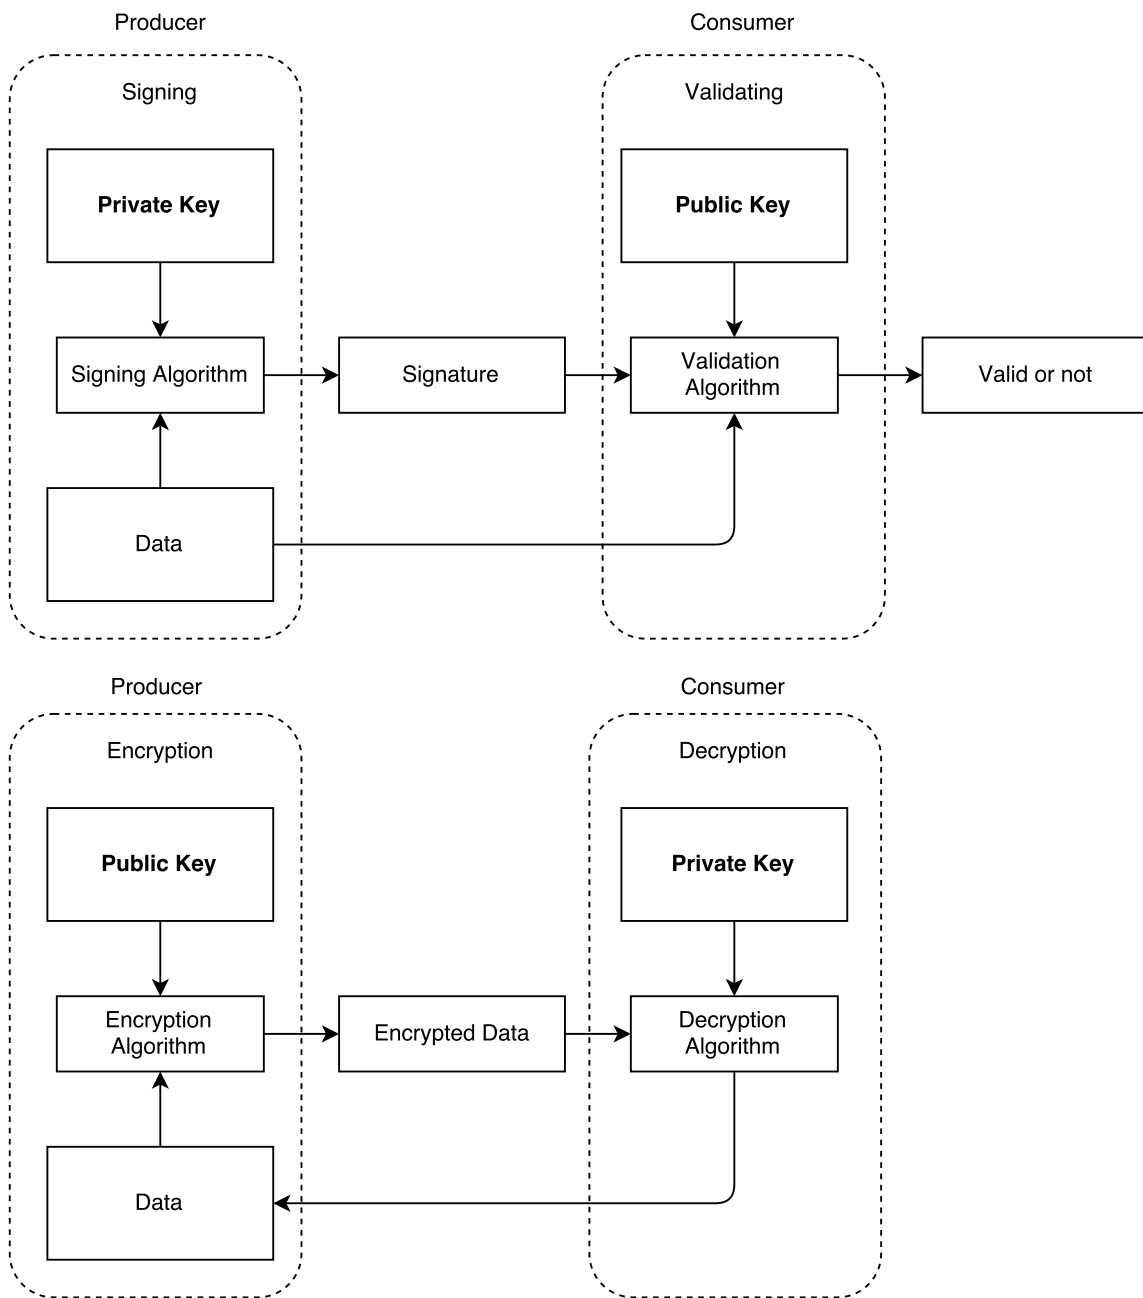 Producer
Consumer
Signing
Validating
Private Key
Public Key
Signing Algorithm
Signature
Validation
Algorithm
Valid or not
Data
Producer
Consumer
Encryption
Decryption
Public Key
Private Key
Encryption
Algorithm
Encrypted Data
Decryption
Algorithm
Data